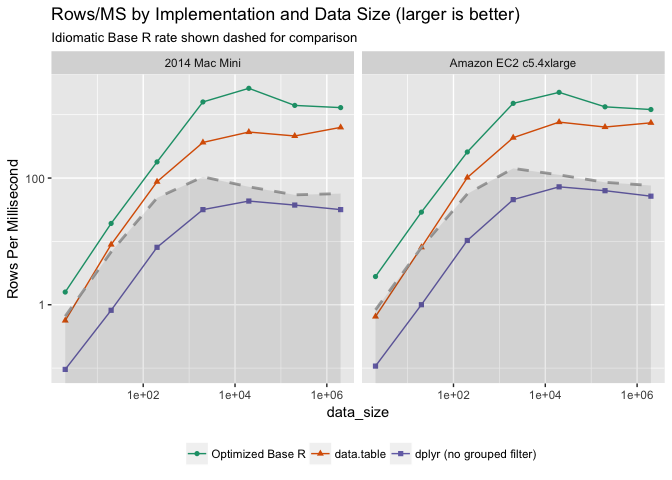 Rows/MS by Implementation and Data Size (larger is better)
Idiomatic Base R rate shown dashed for comparison
2014 Mac Mini
Amazon EC2 c5.4xlarge
Rows Per Millisecond
100
1
1e+02
1e+04
1e+06
1e+02
1e+04
1e+06
data_size
Optimized Base R
data.table
dplyr (no grouped filter)